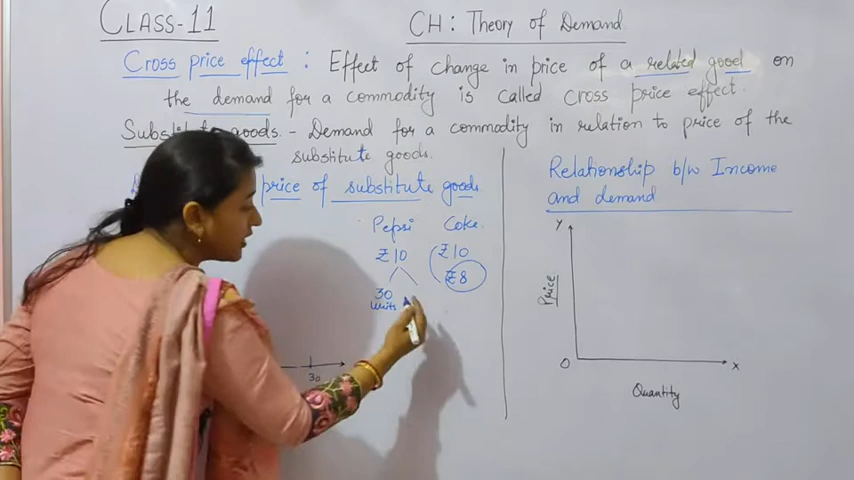 CLASS-11
CH: Theory of Demand
Cross price effect : Effect of change in price of a related good on
the demand for a commodity is called Cross price effect.
Substitute goods. - Demand for a commodity in relation to price of the
substitute goods.
price of substitute goods
Pepsi Coke.
₹10 ₹10
₹8
30
units
30
Relationship b/w Income
and demand
Y
Price
O
X
Quantity